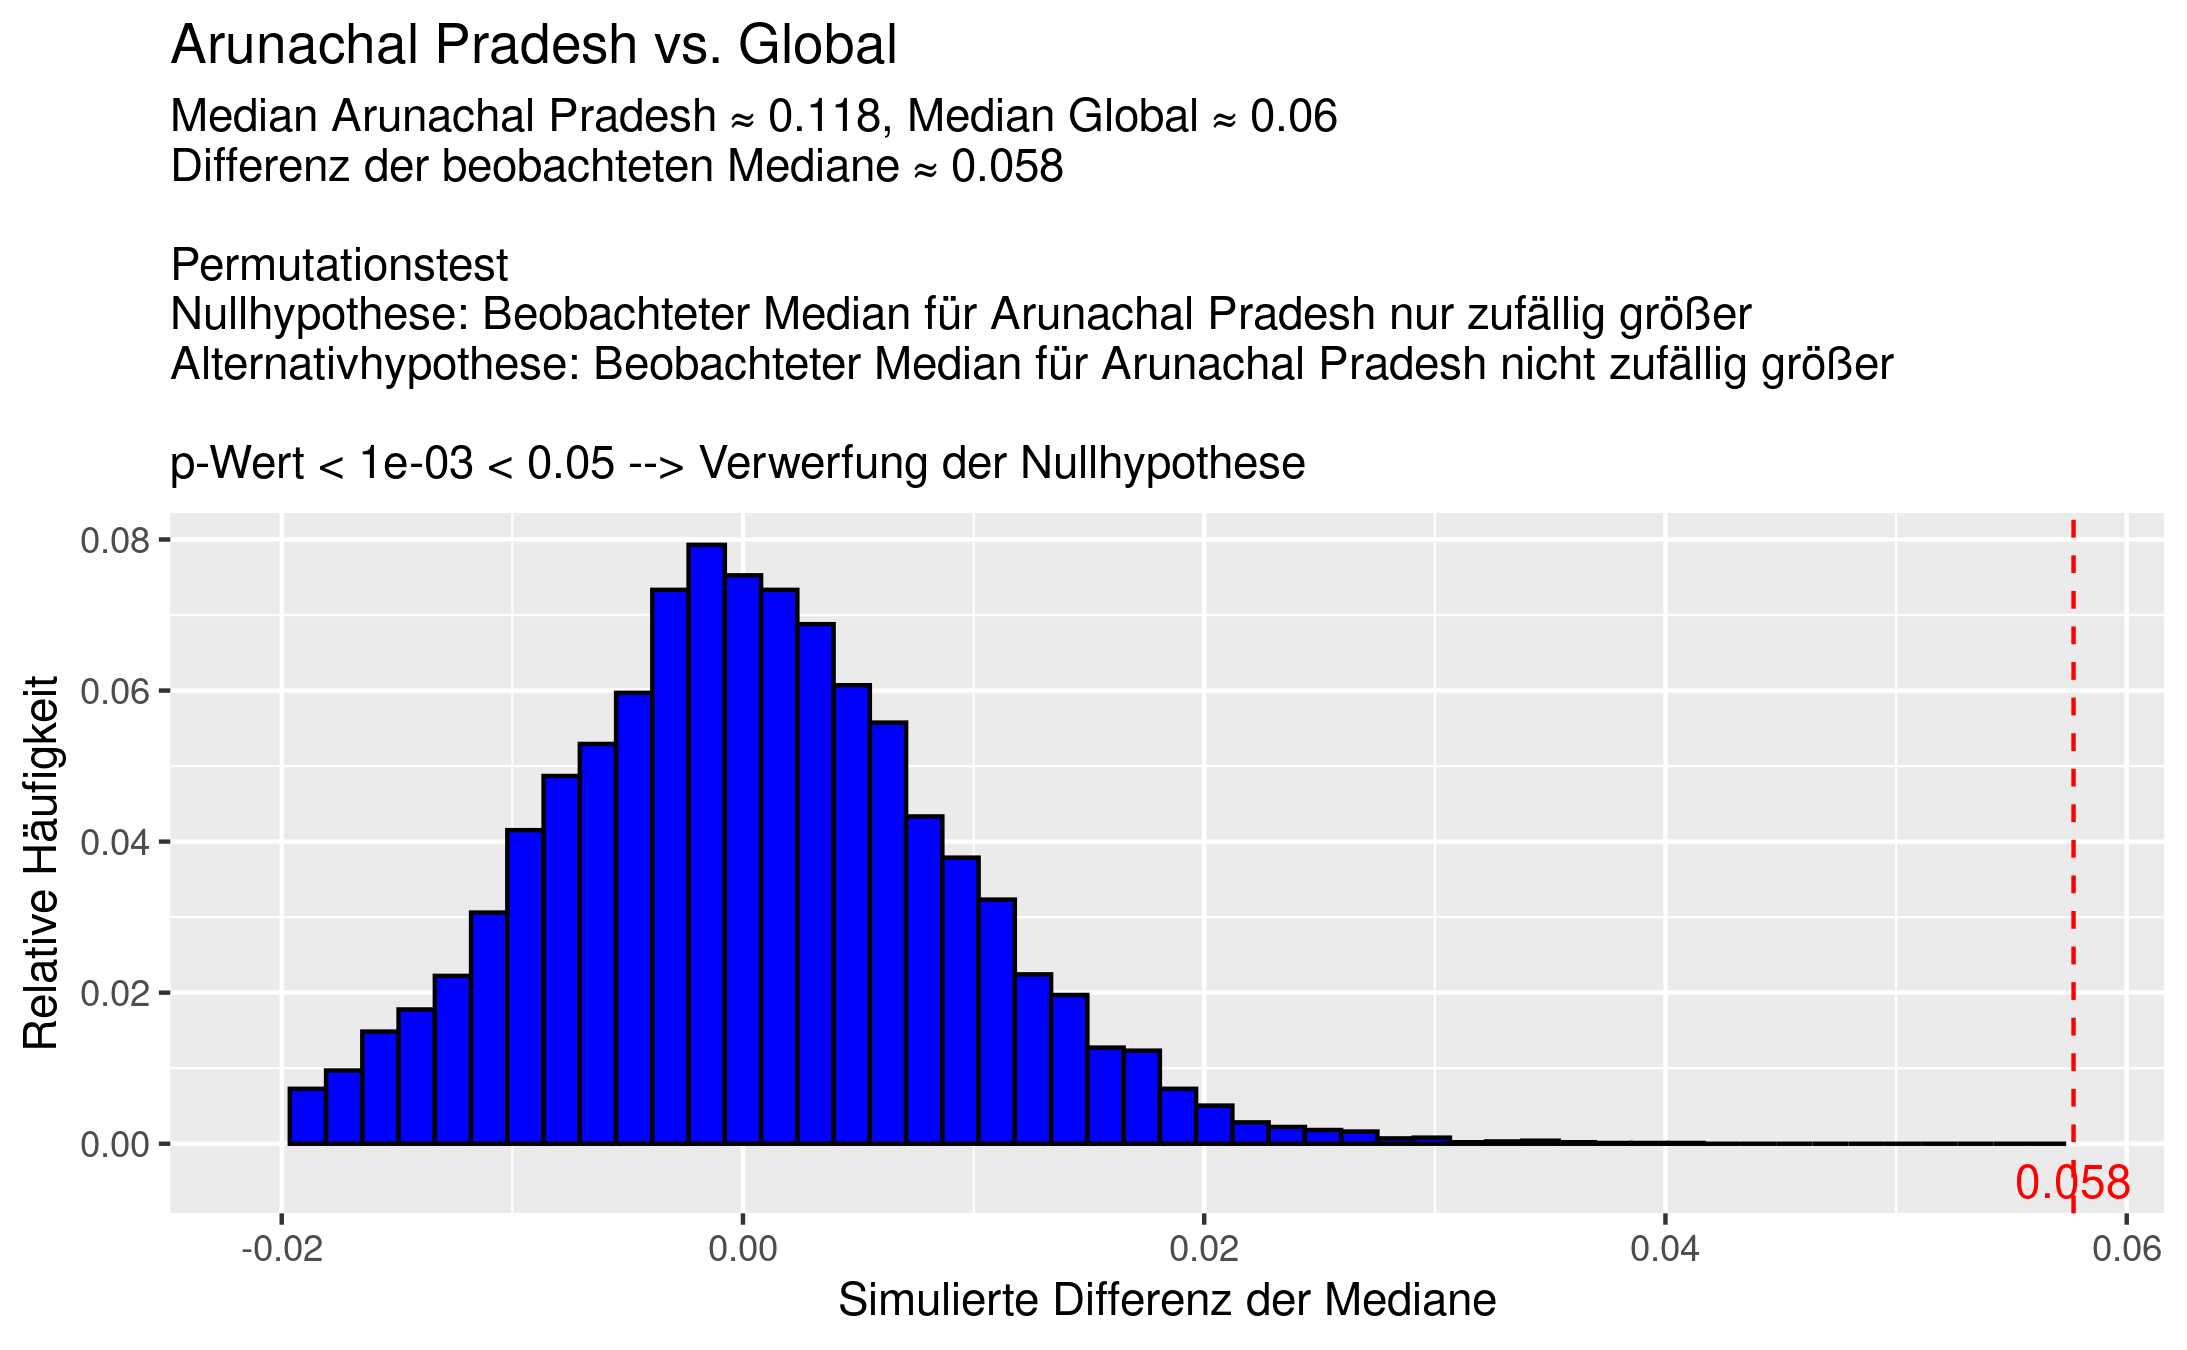 Arunachal Pradesh vs. Global
Median Arunachal Pradesh ≈ 0.118, Median Global ≈ 0.06
Differenz der beobachteten Mediane ≈ 0.058
Permutationstest
Nullhypothese: Beobachteter Median für Arunachal Pradesh nur zufällig größer
Alternativhypothese: Beobachteter Median für Arunachal Pradesh nicht zufällig größer
p-Wert < 1e-03 < 0.05 --> Verwerfung der Nullhypothese
0.08
0.06
0.04
0.02
0.00
Relative Häufigkeit
0.058
-0.02 0.00 0.02 0.04 0.06
Simulierte Differenz der Mediane